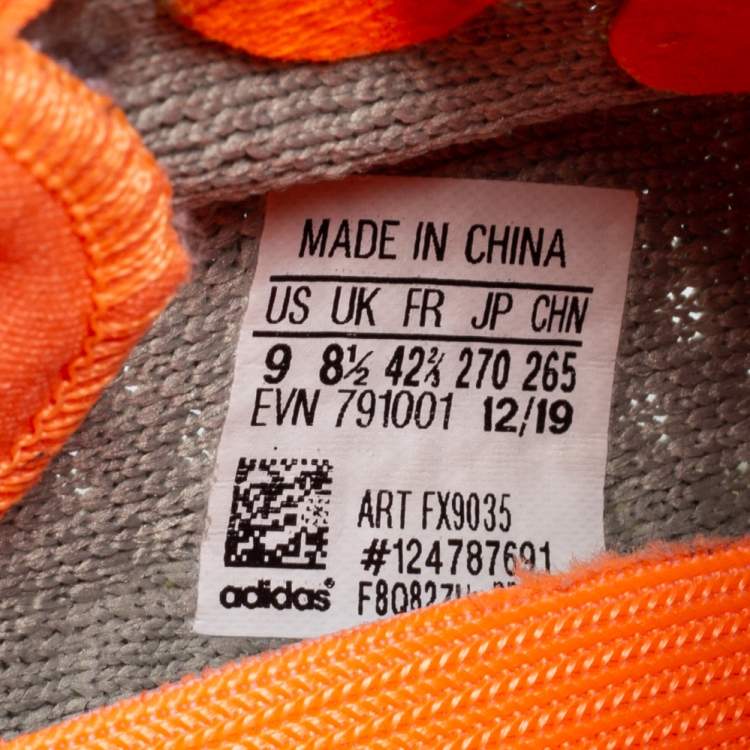 MADE IN CHINA
US UK FR JP CHN
9 8½ 42⅔ 270 265
EVN 791001 12/19
ART FX9035
#124787691
adidas®